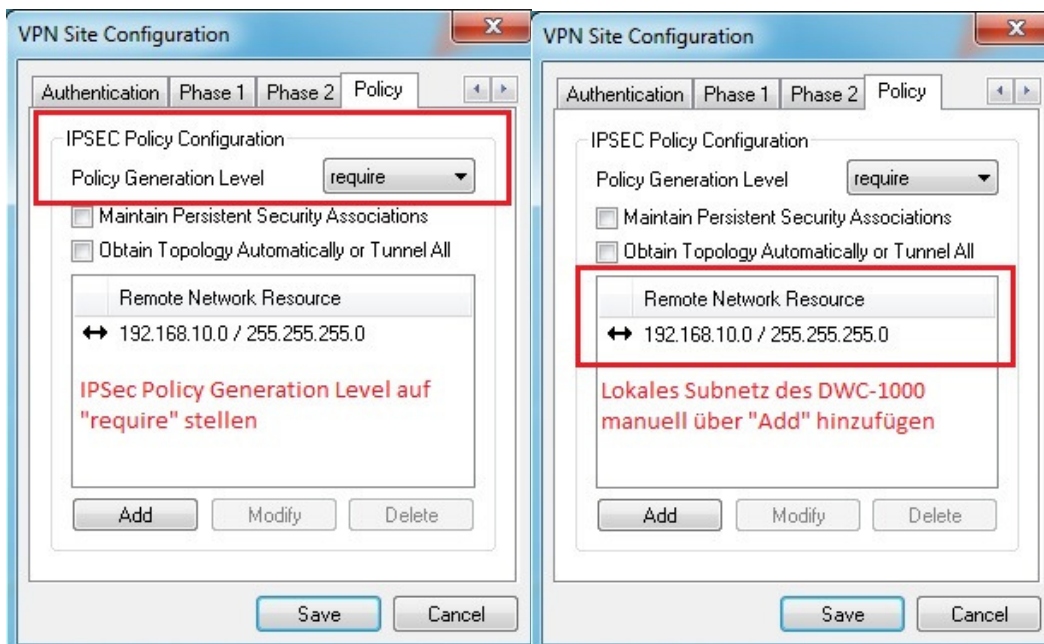 VPN Site Configuration
Authentication Phase 1 Phase 2 Policy
IPSEC Policy Configuration
Policy Generation Level require
Maintain Persistent Security Associations
Obtain Topology Automatically or Tunnel All
Remote Network Resource
192.168.10.0 / 255.255.255.0
IPSec Policy Generation Level auf
"require" stellen
Add Modify Delete
Save Cancel
VPN Site Configuration
Authentication Phase 1 Phase 2 Policy
IPSEC Policy Configuration
Policy Generation Level require
Maintain Persistent Security Associations
Obtain Topology Automatically or Tunnel All
Remote Network Resource
192.168.10.0 / 255.255.255.0
Lokales Subnetz des DWC-1000
manuell über "Add" hinzufügen
Add Modify Delete
Save Cancel